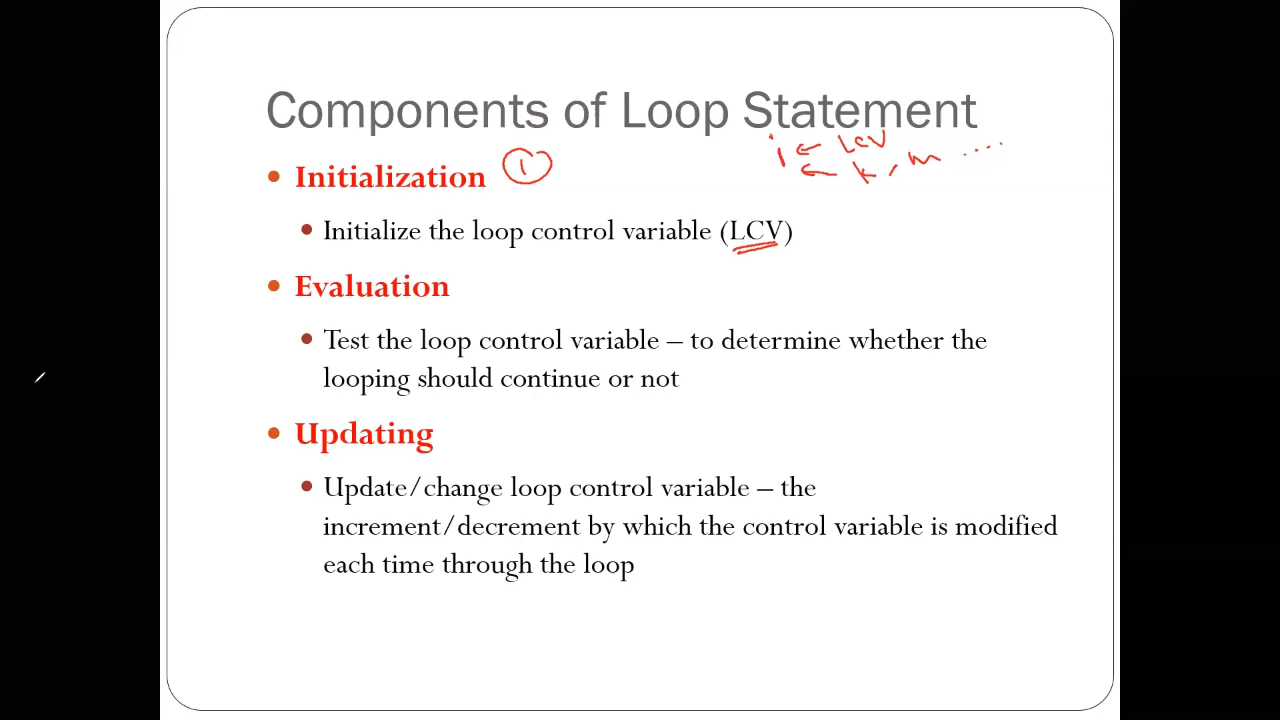 Components of Loop Statement
i ← LCV
← k, m ....
• Initialization ①
• Initialize the loop control variable (LCV)
• Evaluation
• Test the loop control variable – to determine whether the
looping should continue or not
• Updating
• Update/change loop control variable – the
increment/decrement by which the control variable is modified
each time through the loop